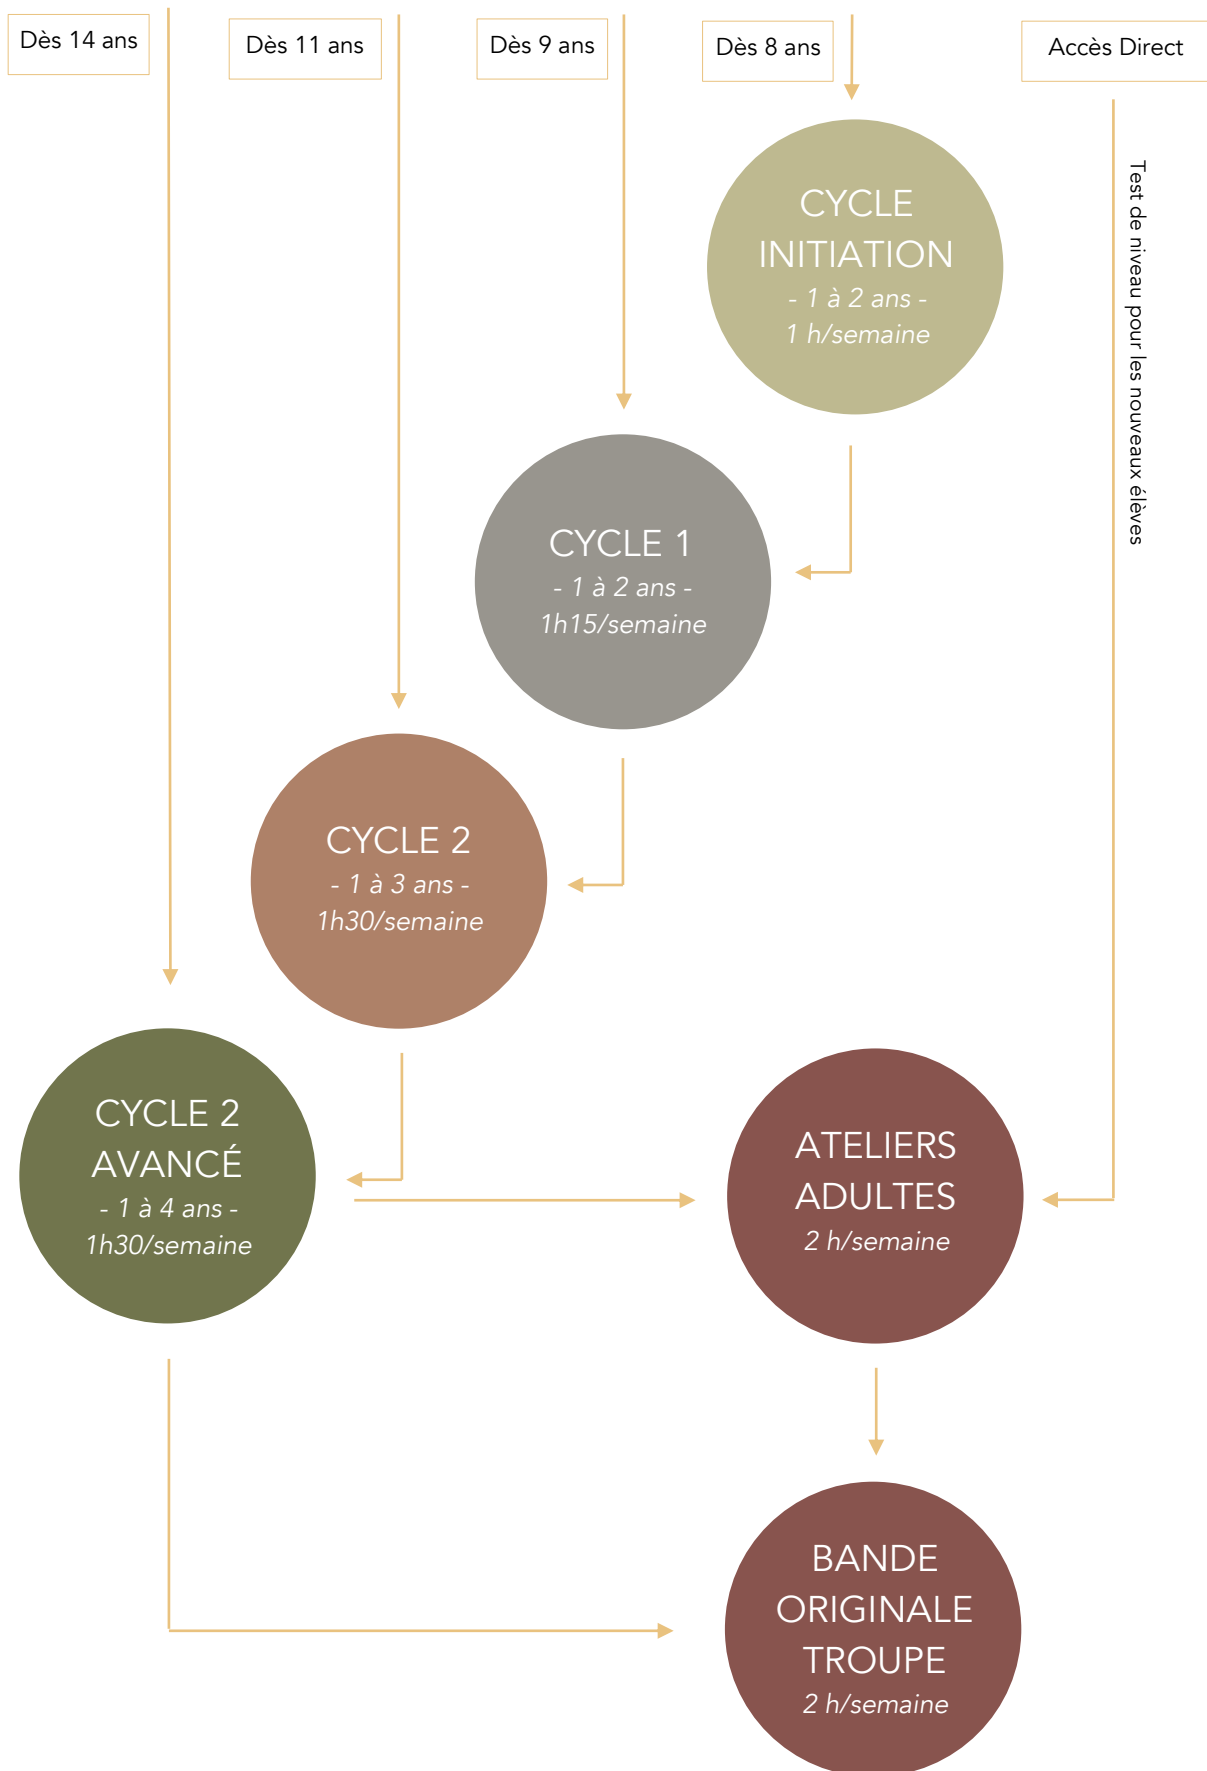 Dès 14 ans
Dès 11 ans
Dès 9 ans
Dès 8 ans
Accès Direct
Test de niveau pour les nouveaux élèves
CYCLE
INITIATION
- 1 à 2 ans -
1 h/semaine
CYCLE 1
- 1 à 2 ans -
1h15/semaine
CYCLE 2
- 1 à 3 ans -
1h30/semaine
CYCLE 2
AVANCÉ
- 1 à 4 ans -
1h30/semaine
ATELIERS
ADULTES
2 h/semaine
BANDE
ORIGINALE
TROUPE
2 h/semaine